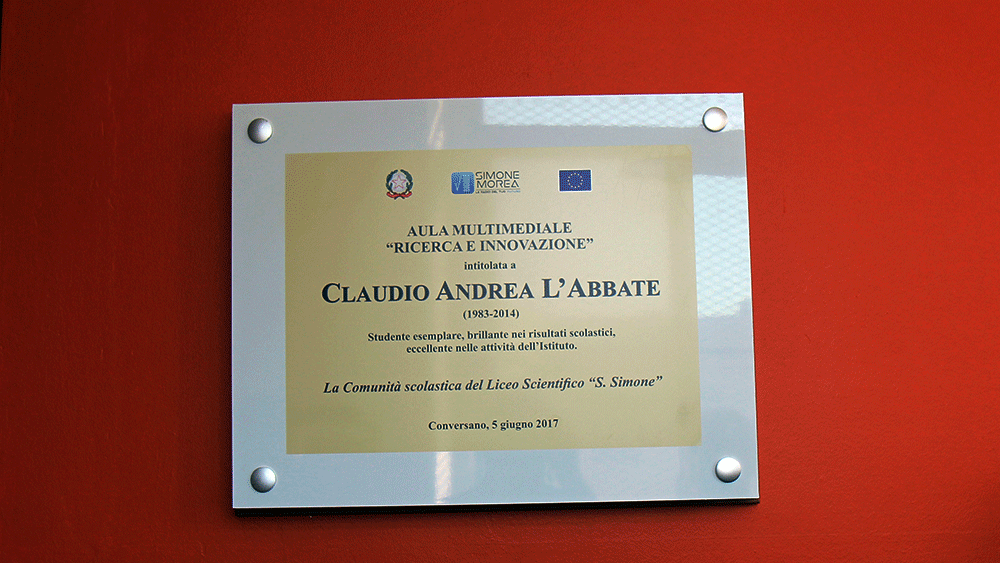 SIMONE
MOREA
AULA MULTIMEDIALE
“RICERCA E INNOVAZIONE”
intitolata a
CLAUDIO ANDREA L’ABBATE
(1983-2014)
Studente esemplare, brillante nei risultati scolastici,
eccellente nelle attività dell’Istituto.
La Comunità scolastica del Liceo Scientifico “S. Simone”
Conversano, 5 giugno 2017